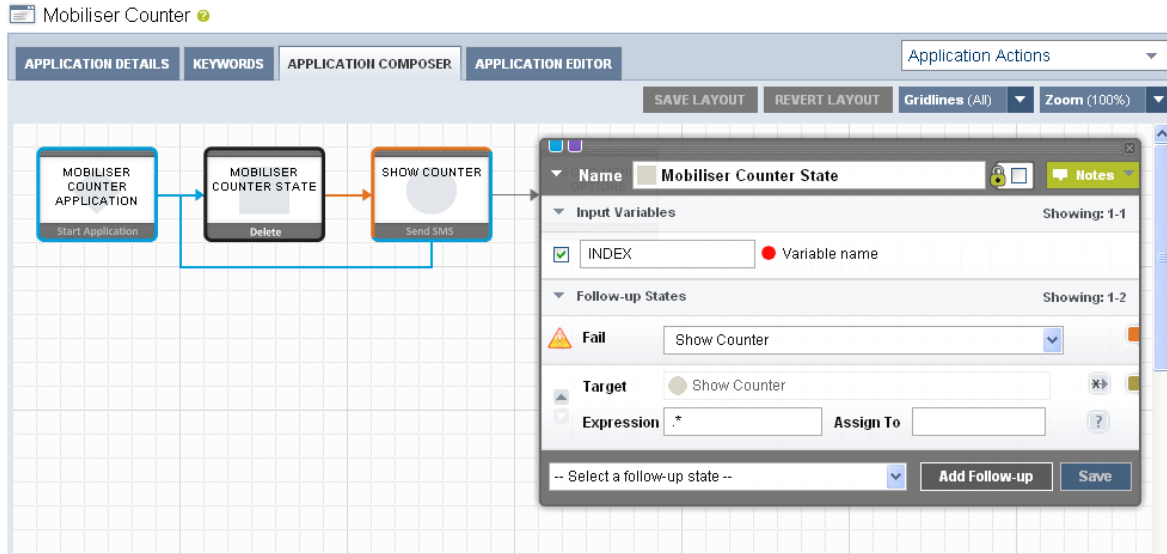 Mobiliser Counter
APPLICATION DETAILS KEYWORDS APPLICATION COMPOSER APPLICATION EDITOR
Application Actions
SAVE LAYOUT REVERT LAYOUT Gridlines (All) Zoom (100%)
MOBILISER
COUNTER
APPLICATION
Start Application
MOBILISER
COUNTER STATE
Delete
SHOW COUNTER
Send SMS
Name Mobiliser Counter State Notes
OPTIONS
Input Variables Showing: 1-1
INDEX Variable name
Follow-up States Showing: 1-2
Fail Show Counter
Target Show Counter
Expression .* Assign To ?
-- Select a follow-up state -- Add Follow-up Save